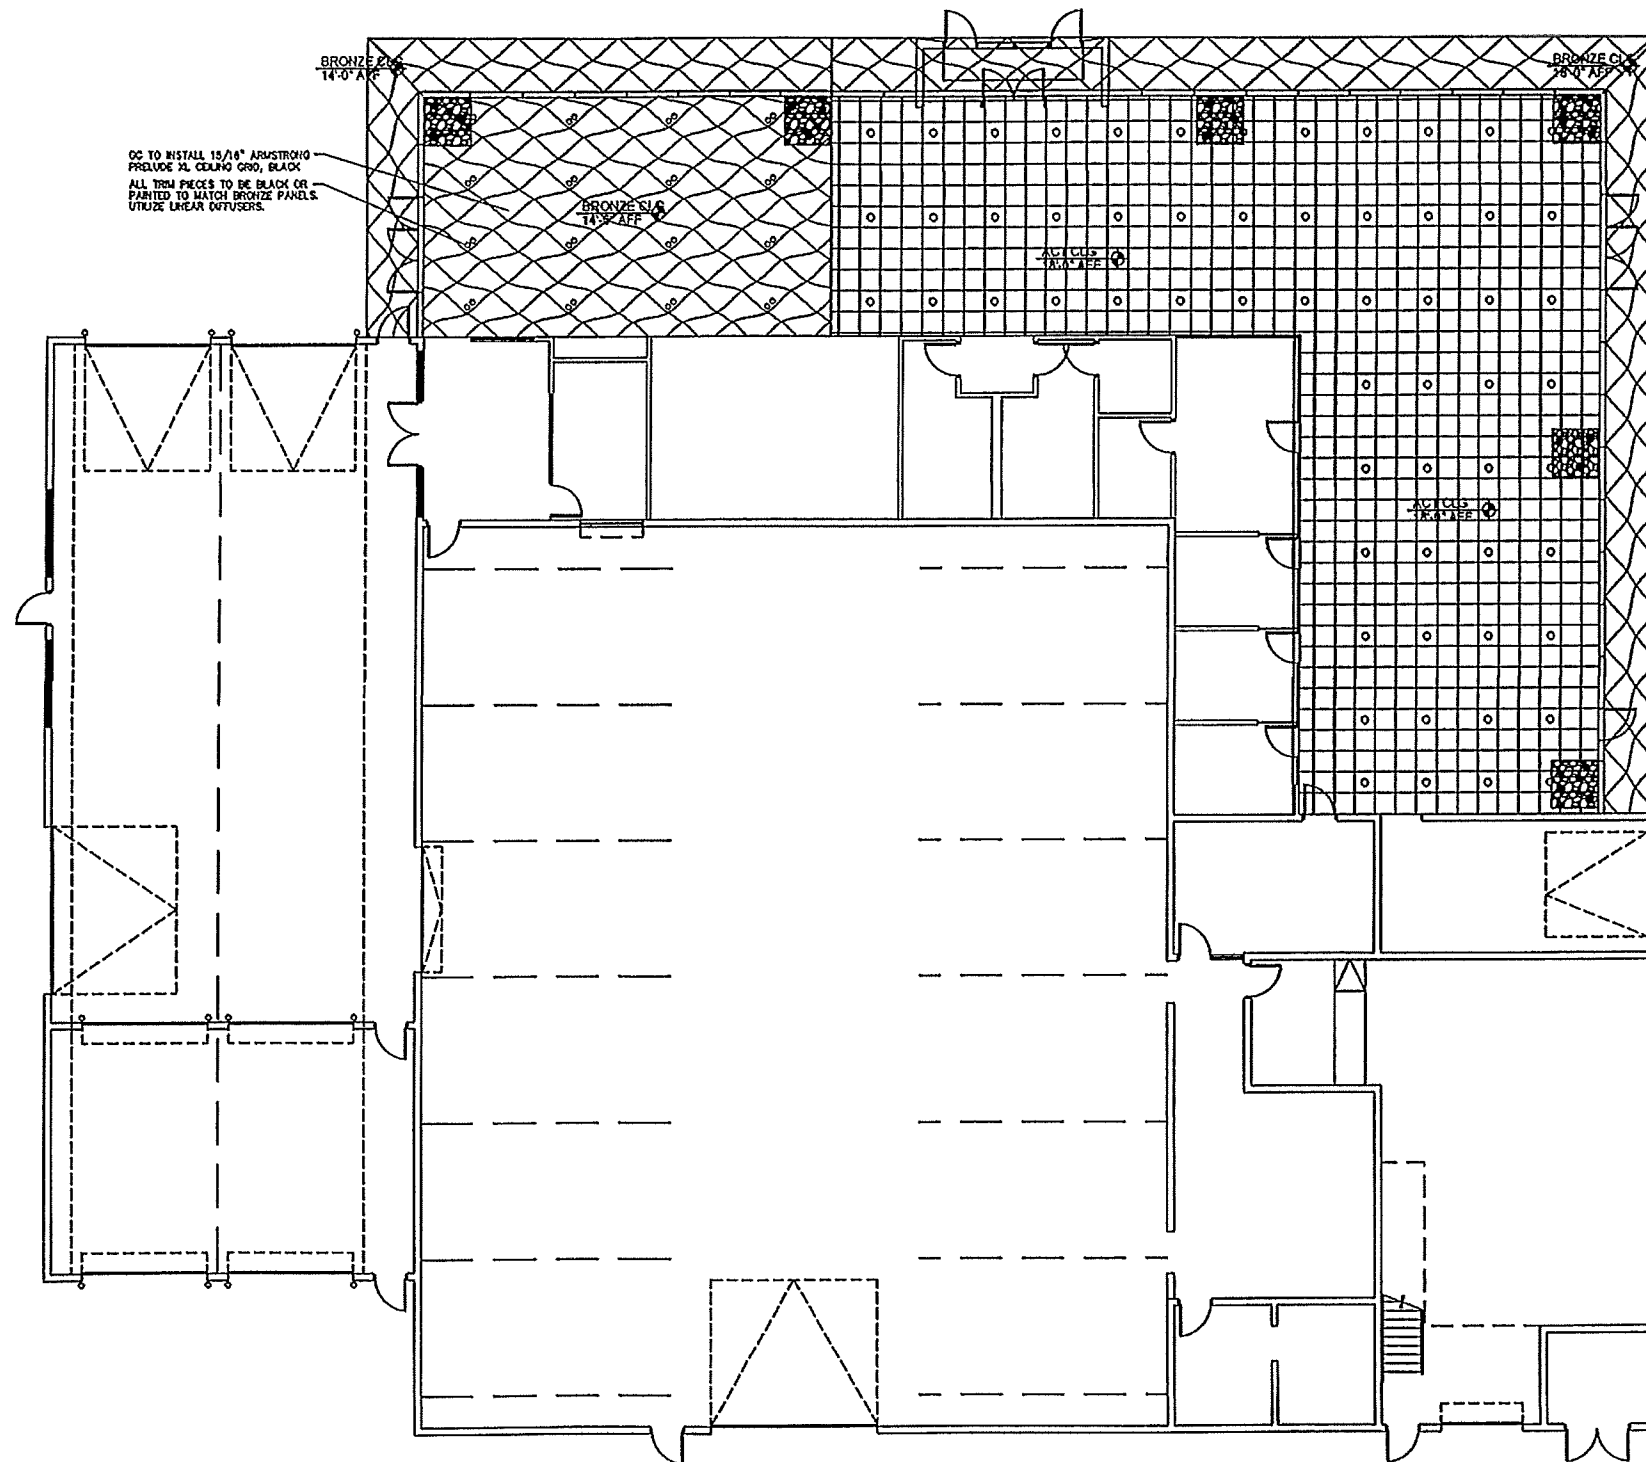 BRONZE CLG
14'-0" AFF
BRONZE CLG
GC TO INSTALL 15/16" ARMSTRONG
PRELUDE XL CEILING GRID, BLACK
ALL TRIM PIECES TO BE BLACK OR
PAINTED TO MATCH BRONZE PANELS.
UTILIZE LINEAR DIFFUSERS.
BRONZE CLG
AFF
ACT CLG
AFF
ACT CLG
AFF